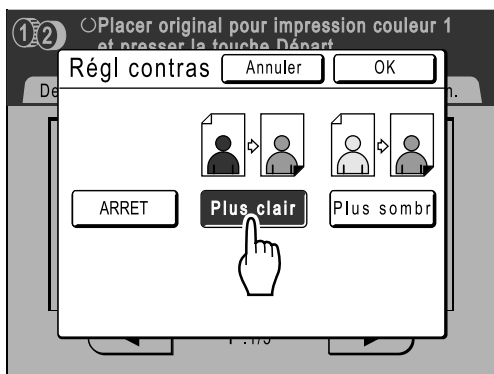 ①② Placer original pour impression couleur 1
et presser la touche Départ
Régl contras Annuler OK
De n.
ARRET Plus clair Plus sombr